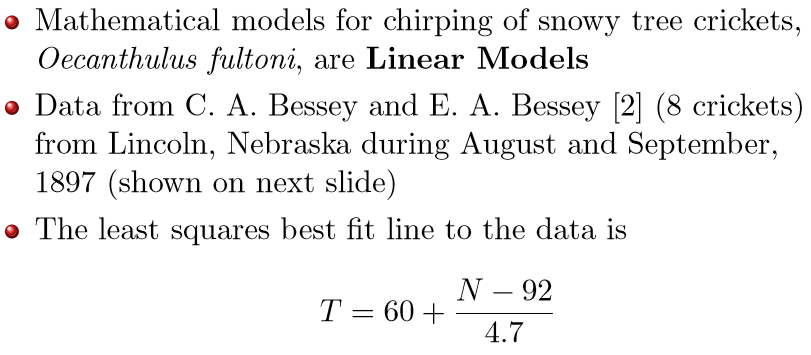 Mathematical models for chirping of snowy tree crickets,
Oecanthulus fultoni, are Linear Models
Data from C. A. Bessey and E. A. Bessey [2] (8 crickets)
from Lincoln, Nebraska during August and September,
1897 (shown on next slide)
The least squares best fit line to the data is
T = 60 + \frac{N − 92}{4.7}